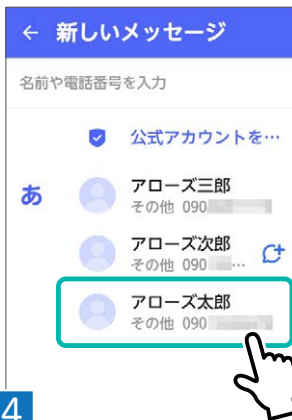 ← 新しいメッセージ
名前や電話番号を入力
公式アカウントを…
あ
アローズ三郎
その他 090
アローズ次郎
その他 090 …
アローズ太郎
その他 090
4